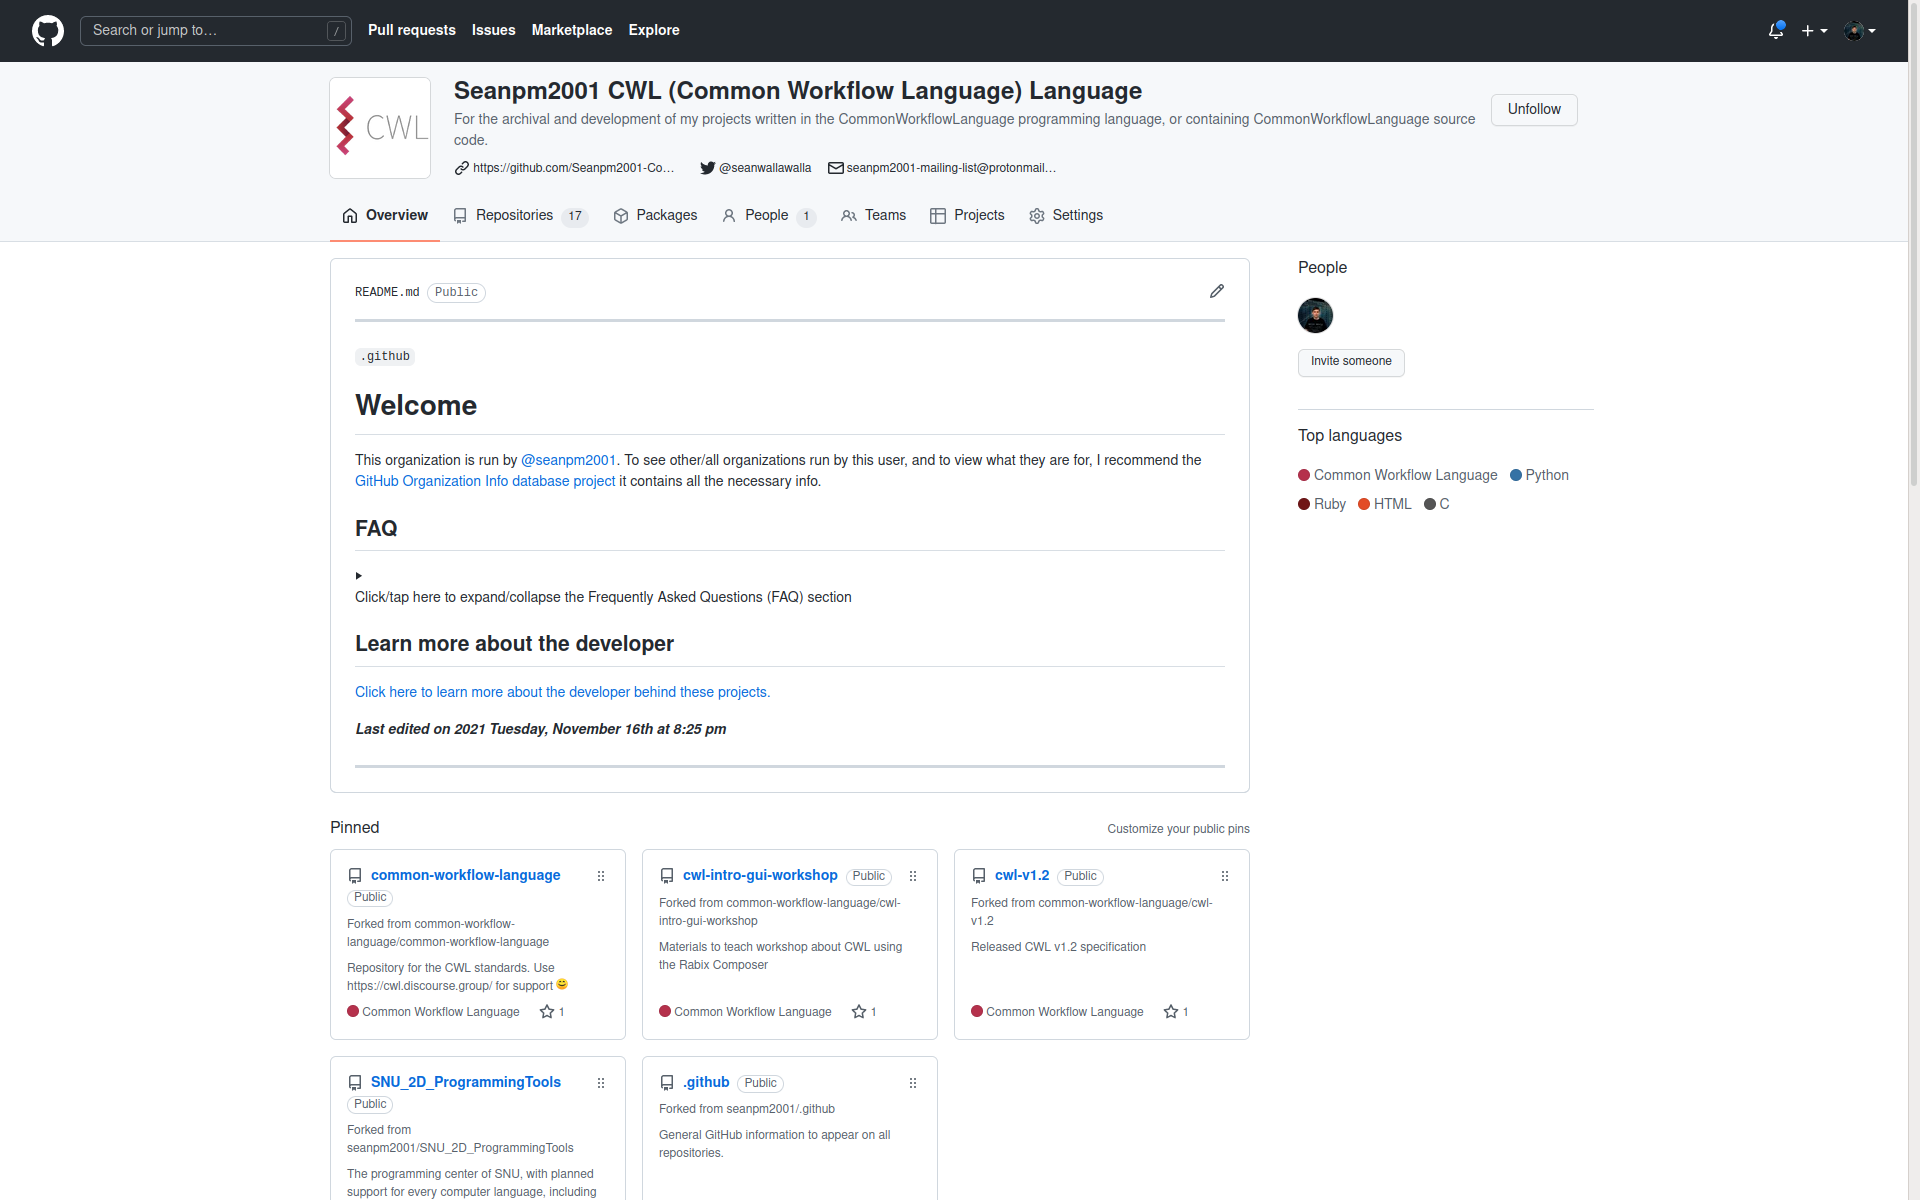 Search or jump to…
/
Pull requests
Issues
Marketplace
Explore
CWL
Seanpm2001 CWL (Common Workflow Language) Language
For the archival and development of my projects written in the CommonWorkflowLanguage programming language, or containing CommonWorkflowLanguage source
code.
https://github.com/Seanpm2001-Co…
@seanwallawalla
seanpm2001-mailing-list@protonmail…
Unfollow
Overview
Repositories 17
Packages
People 1
Teams
Projects
Settings
README.md Public
.github
Welcome
This organization is run by @seanpm2001. To see other/all organizations run by this user, and to view what they are for, I recommend the
GitHub Organization Info database project it contains all the necessary info.
FAQ
Click/tap here to expand/collapse the Frequently Asked Questions (FAQ) section
Learn more about the developer
Click here to learn more about the developer behind these projects.
Last edited on 2021 Tuesday, November 16th at 8:25 pm
People
Invite someone
Top languages
Common Workflow Language Python
Ruby HTML C
Pinned
Customize your public pins
common-workflow-language
Public
Forked from common-workflow-
language/common-workflow-language
Repository for the CWL standards. Use
https://cwl.discourse.group/ for support 😊
Common Workflow Language 1
cwl-intro-gui-workshop Public
Forked from common-workflow-language/cwl-
intro-gui-workshop
Materials to teach workshop about CWL using
the Rabix Composer
Common Workflow Language 1
cwl-v1.2 Public
Forked from common-workflow-language/cwl-
v1.2
Released CWL v1.2 specification
Common Workflow Language 1
SNU_2D_ProgrammingTools
Public
Forked from
seanpm2001/SNU_2D_ProgrammingTools
The programming center of SNU, with planned
support for every computer language, including
.github Public
Forked from seanpm2001/.github
General GitHub information to appear on all
repositories.